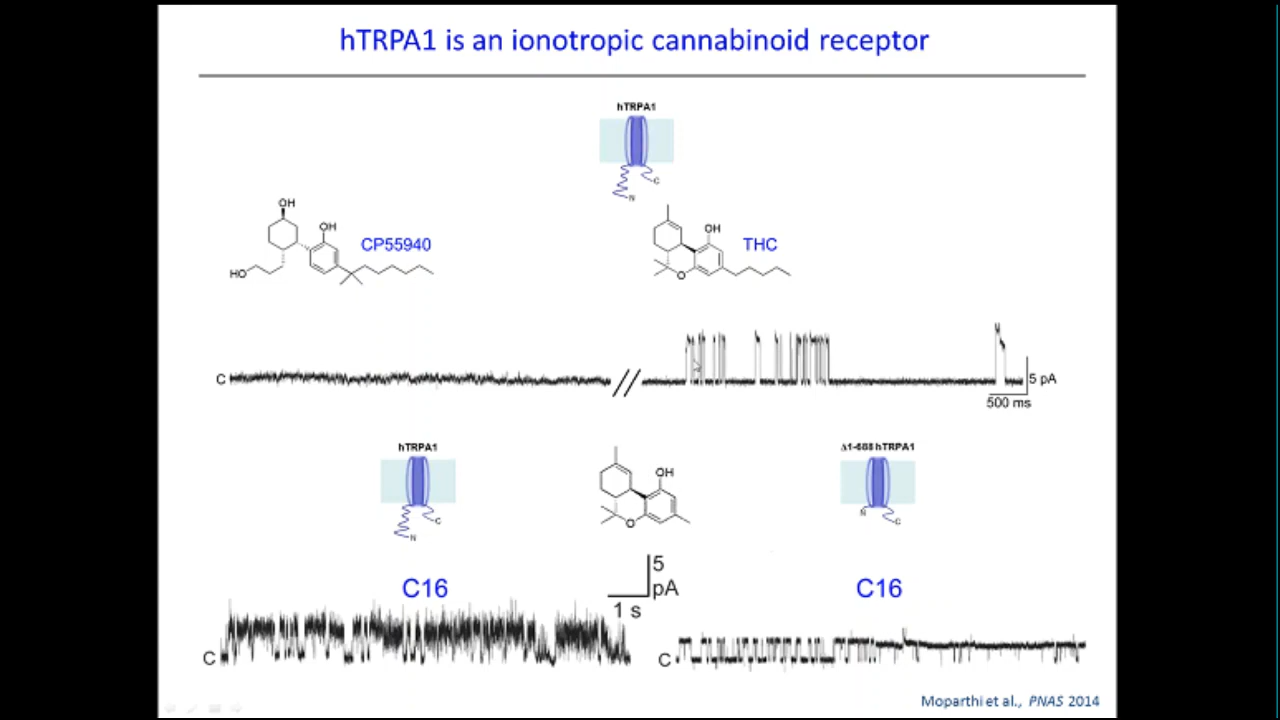 hTRPA1 is an ionotropic cannabinoid receptor
hTRPA1
C
N
OH
OH
HO
CP55940
OH
O
THC
C
5 pA
500 ms
hTRPA1
C
N
OH
O
Δ1-688 hTRPA1
N
C
5
pA
1 s
C16
C
C16
C
Moparthi et al., PNAS 2014